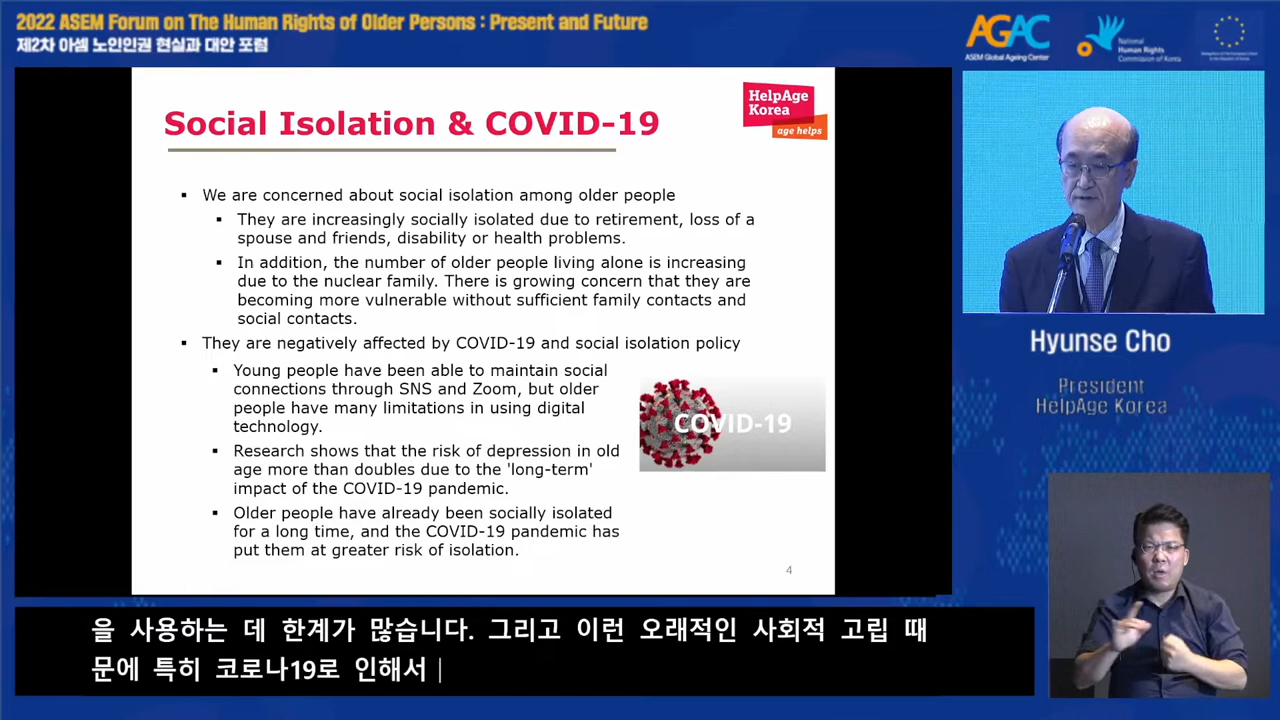 2022 ASEM Forum on The Human Rights of Older Persons : Present and Future
제2차 아셈 노인인권 현실과 대안 포럼
AGAC
ASEM Global Ageing Center
National
Human Rights
Commission of Korea
Social Isolation & COVID-19
HelpAge
Korea
age helps
▪ We are concerned about social isolation among older people
▪ They are increasingly socially isolated due to retirement, loss of a
spouse and friends, disability or health problems.
▪ In addition, the number of older people living alone is increasing
due to the nuclear family. There is growing concern that they are
becoming more vulnerable without sufficient family contacts and
social contacts.
▪ They are negatively affected by COVID-19 and social isolation policy
▪ Young people have been able to maintain social
connections through SNS and Zoom, but older
people have many limitations in using digital
technology.
▪ Research shows that the risk of depression in old
age more than doubles due to the 'long-term'
impact of the COVID-19 pandemic.
▪ Older people have already been socially isolated
for a long time, and the COVID-19 pandemic has
put them at greater risk of isolation.
COVID-19
4
Hyunse Cho
President
HelpAge Korea
을 사용하는 데 한계가 많습니다. 그리고 이런 오래적인 사회적 고립 때
문에 특히 코로나19로 인해서